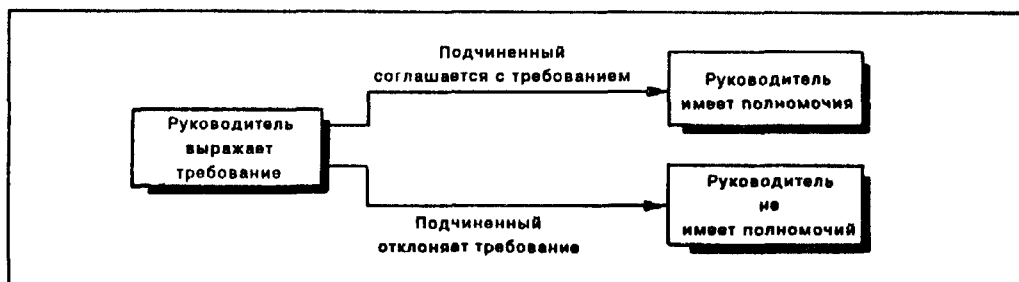 Руководитель
выражает
требование
Подчиненный
соглашается с требованием
Руководитель
имеет полномочия
Подчиненный
отклоняет требование
Руководитель
не
имеет полномочий